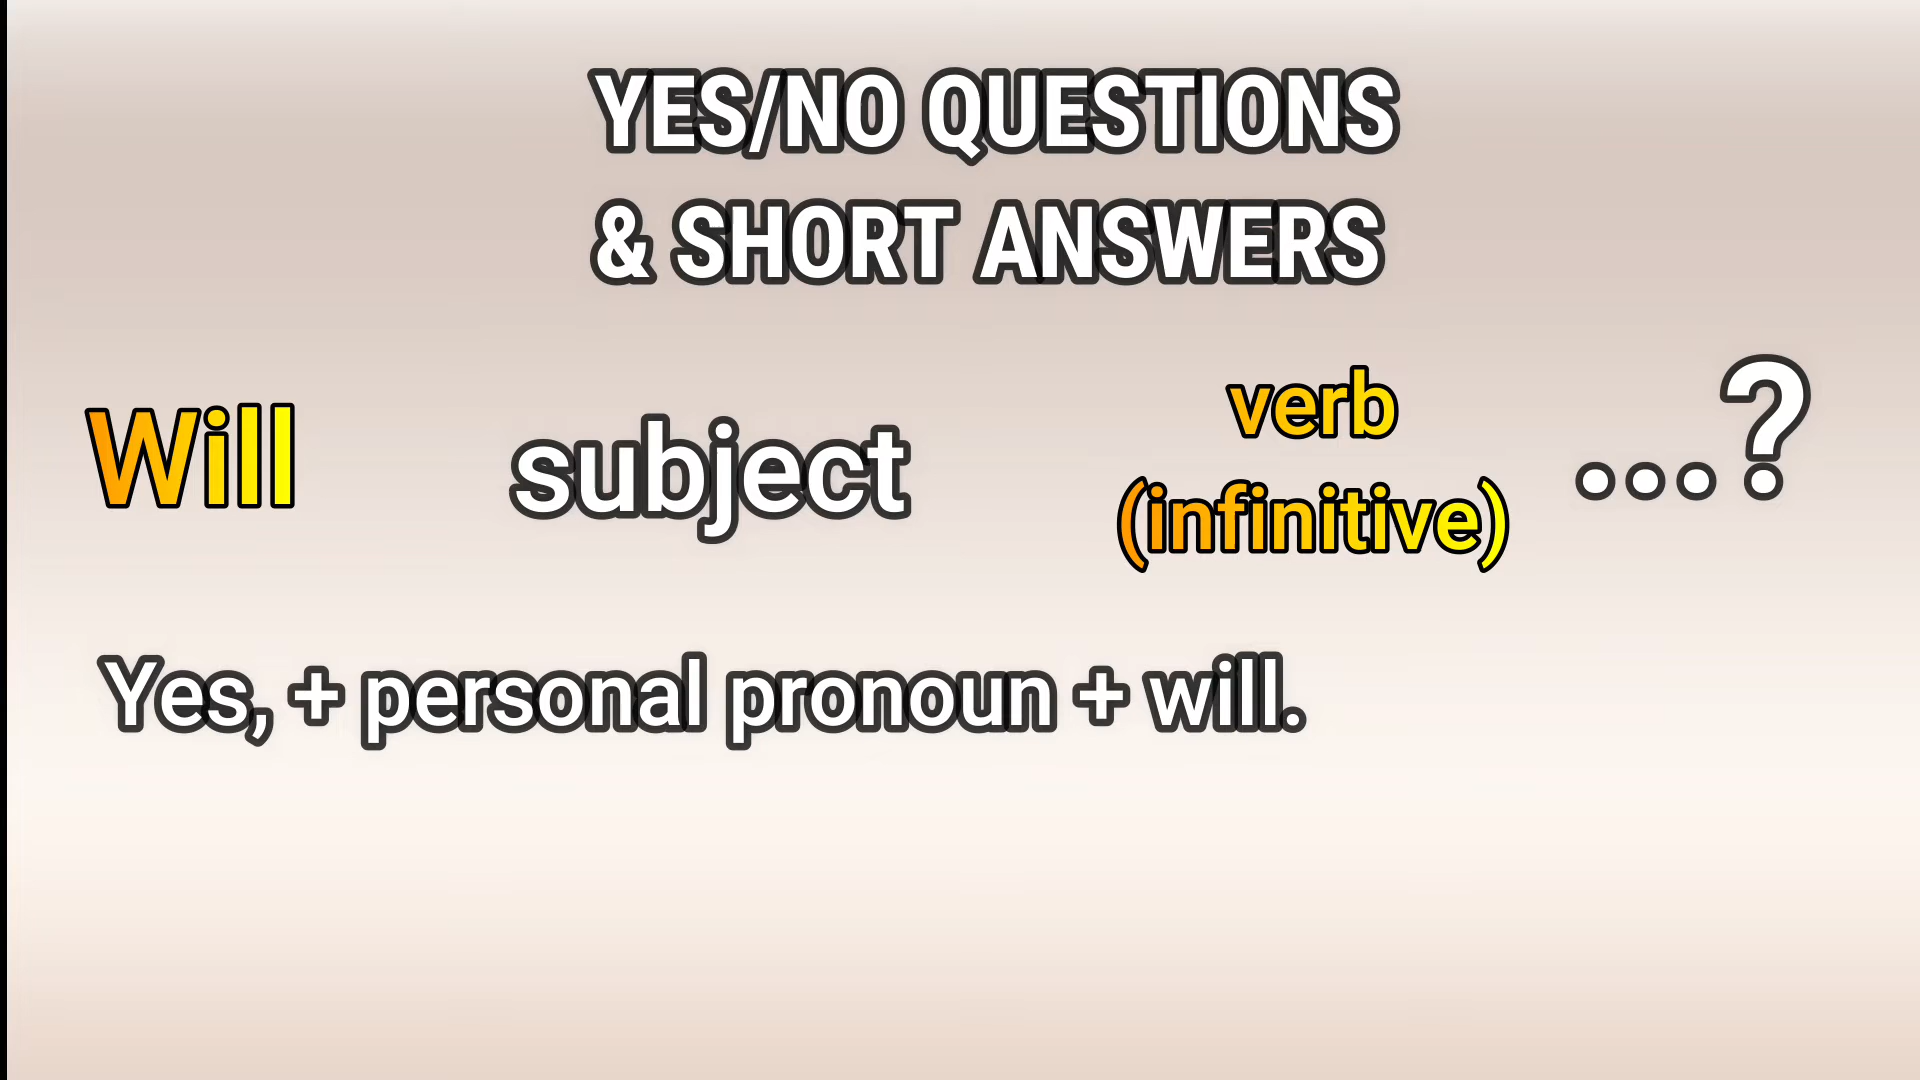 YES/NO QUESTIONS
& SHORT ANSWERS
Will subject verb (infinitive) ...?
Yes, + personal pronoun + will.